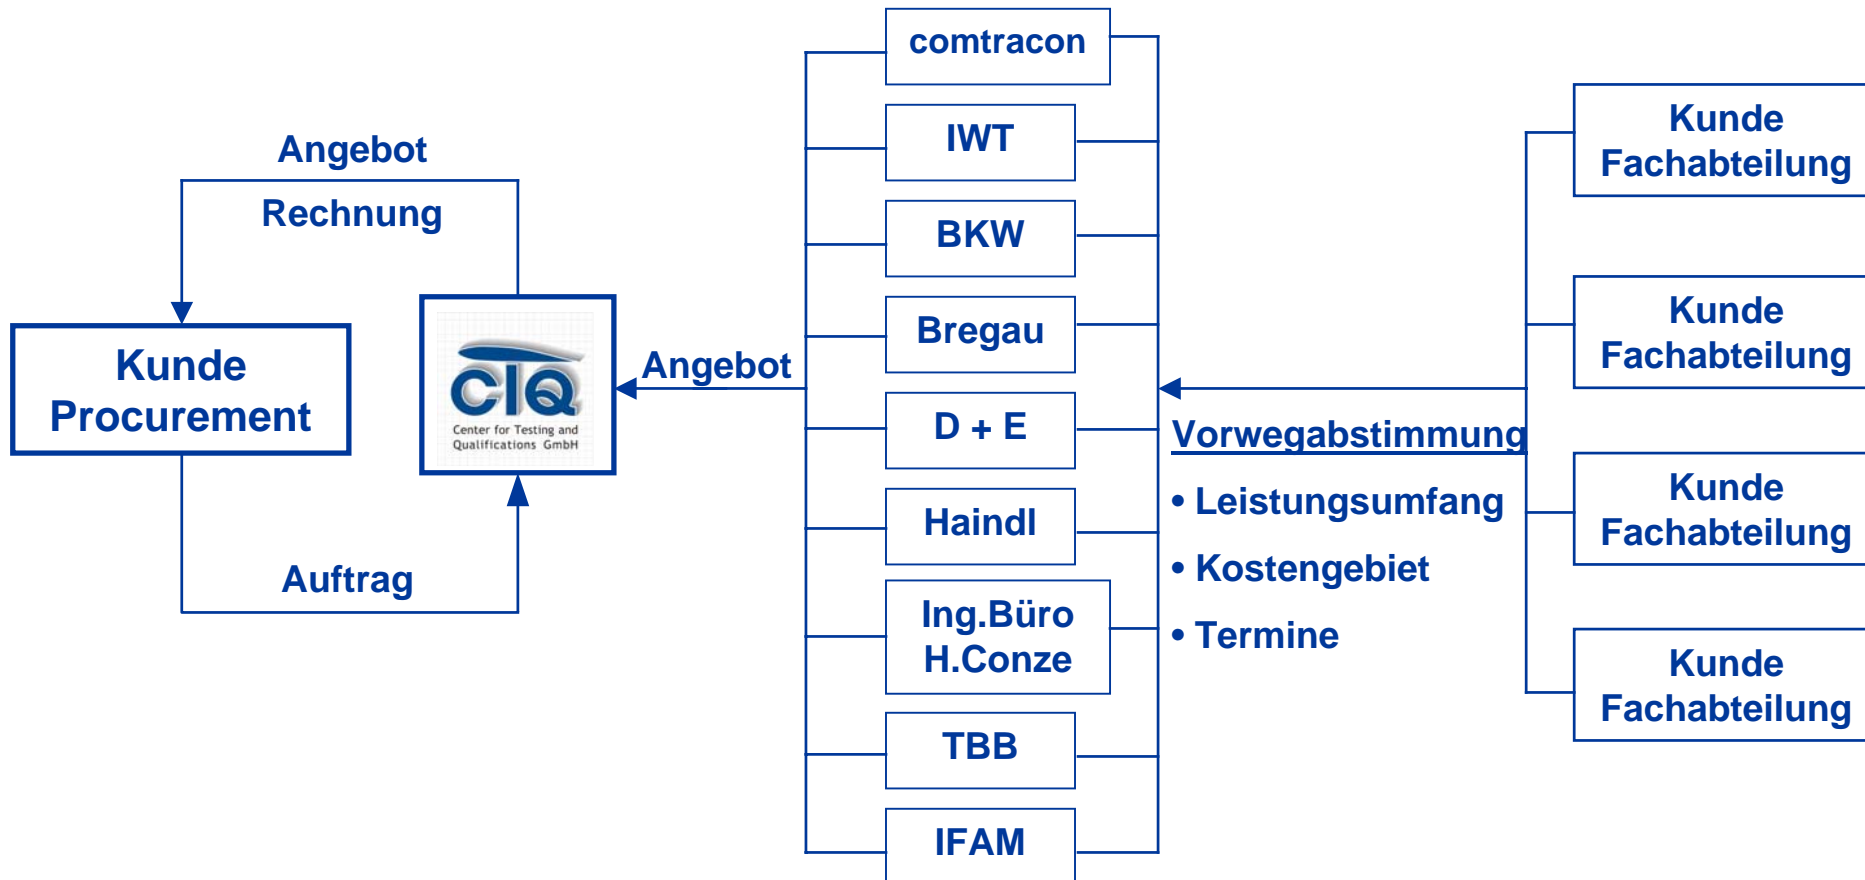 Angebot
Rechnung
Kunde
Procurement
Auftrag
CTQ
Center for Testing and
Qualifications GmbH
Angebot
comtracon
IWT
BKW
Bregau
D + E
Haindl
Ing.Büro
H.Conze
TBB
IFAM
Vorwegabstimmung
• Leistungsumfang
• Kostengebiet
• Termine
Kunde
Fachabteilung
Kunde
Fachabteilung
Kunde
Fachabteilung
Kunde
Fachabteilung